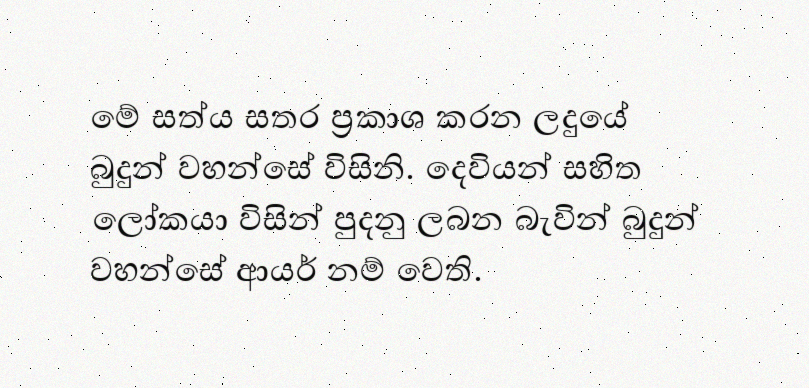 මේ සත්ය සතර ප්‍රකාශ කරන ලදුයේ
බුදුන් වහන්සේ විසිනි. දෙවියන් සහිත
ලෝකයා විසින් පුදනු ලබන බැවින් බුදුන්
වහන්සේ ආයර් නම් වෙති.